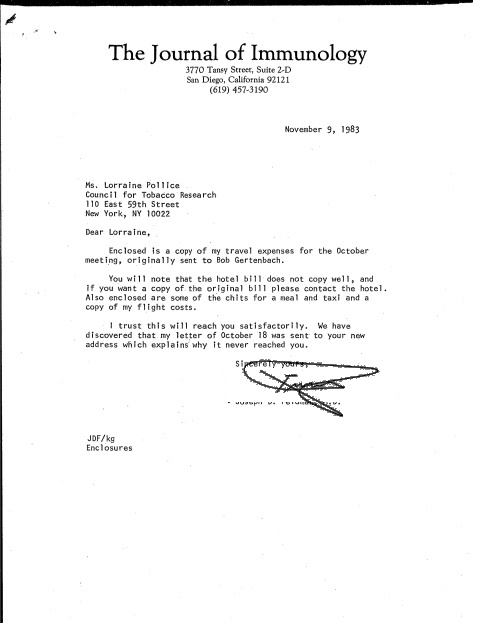 The Journal of Immunology
3770 Tansy Street, Suite 2-D
San Diego, California 92121
(619) 457-3190
November 9, 1983
Ms. Lorraine Pollice
Council for Tobacco Research
110 East 59th Street
New York, NY 10022
Dear Lorraine,
Enclosed is a copy of my travel expenses for the October
meeting, originally sent to Bob Gertenbach.
You will note that the hotel bill does not copy well, and
if you want a copy of the original bill please contact the hotel.
Also enclosed are some of the chits for a meal and taxi and a
copy of my flight costs.
I trust this will reach you satisfactorily. We have
discovered that my letter of October 18 was sent to your new
address which explains why it never reached you.
Sincerely yours,
Joseph D.
JDF/kg
Enclosures